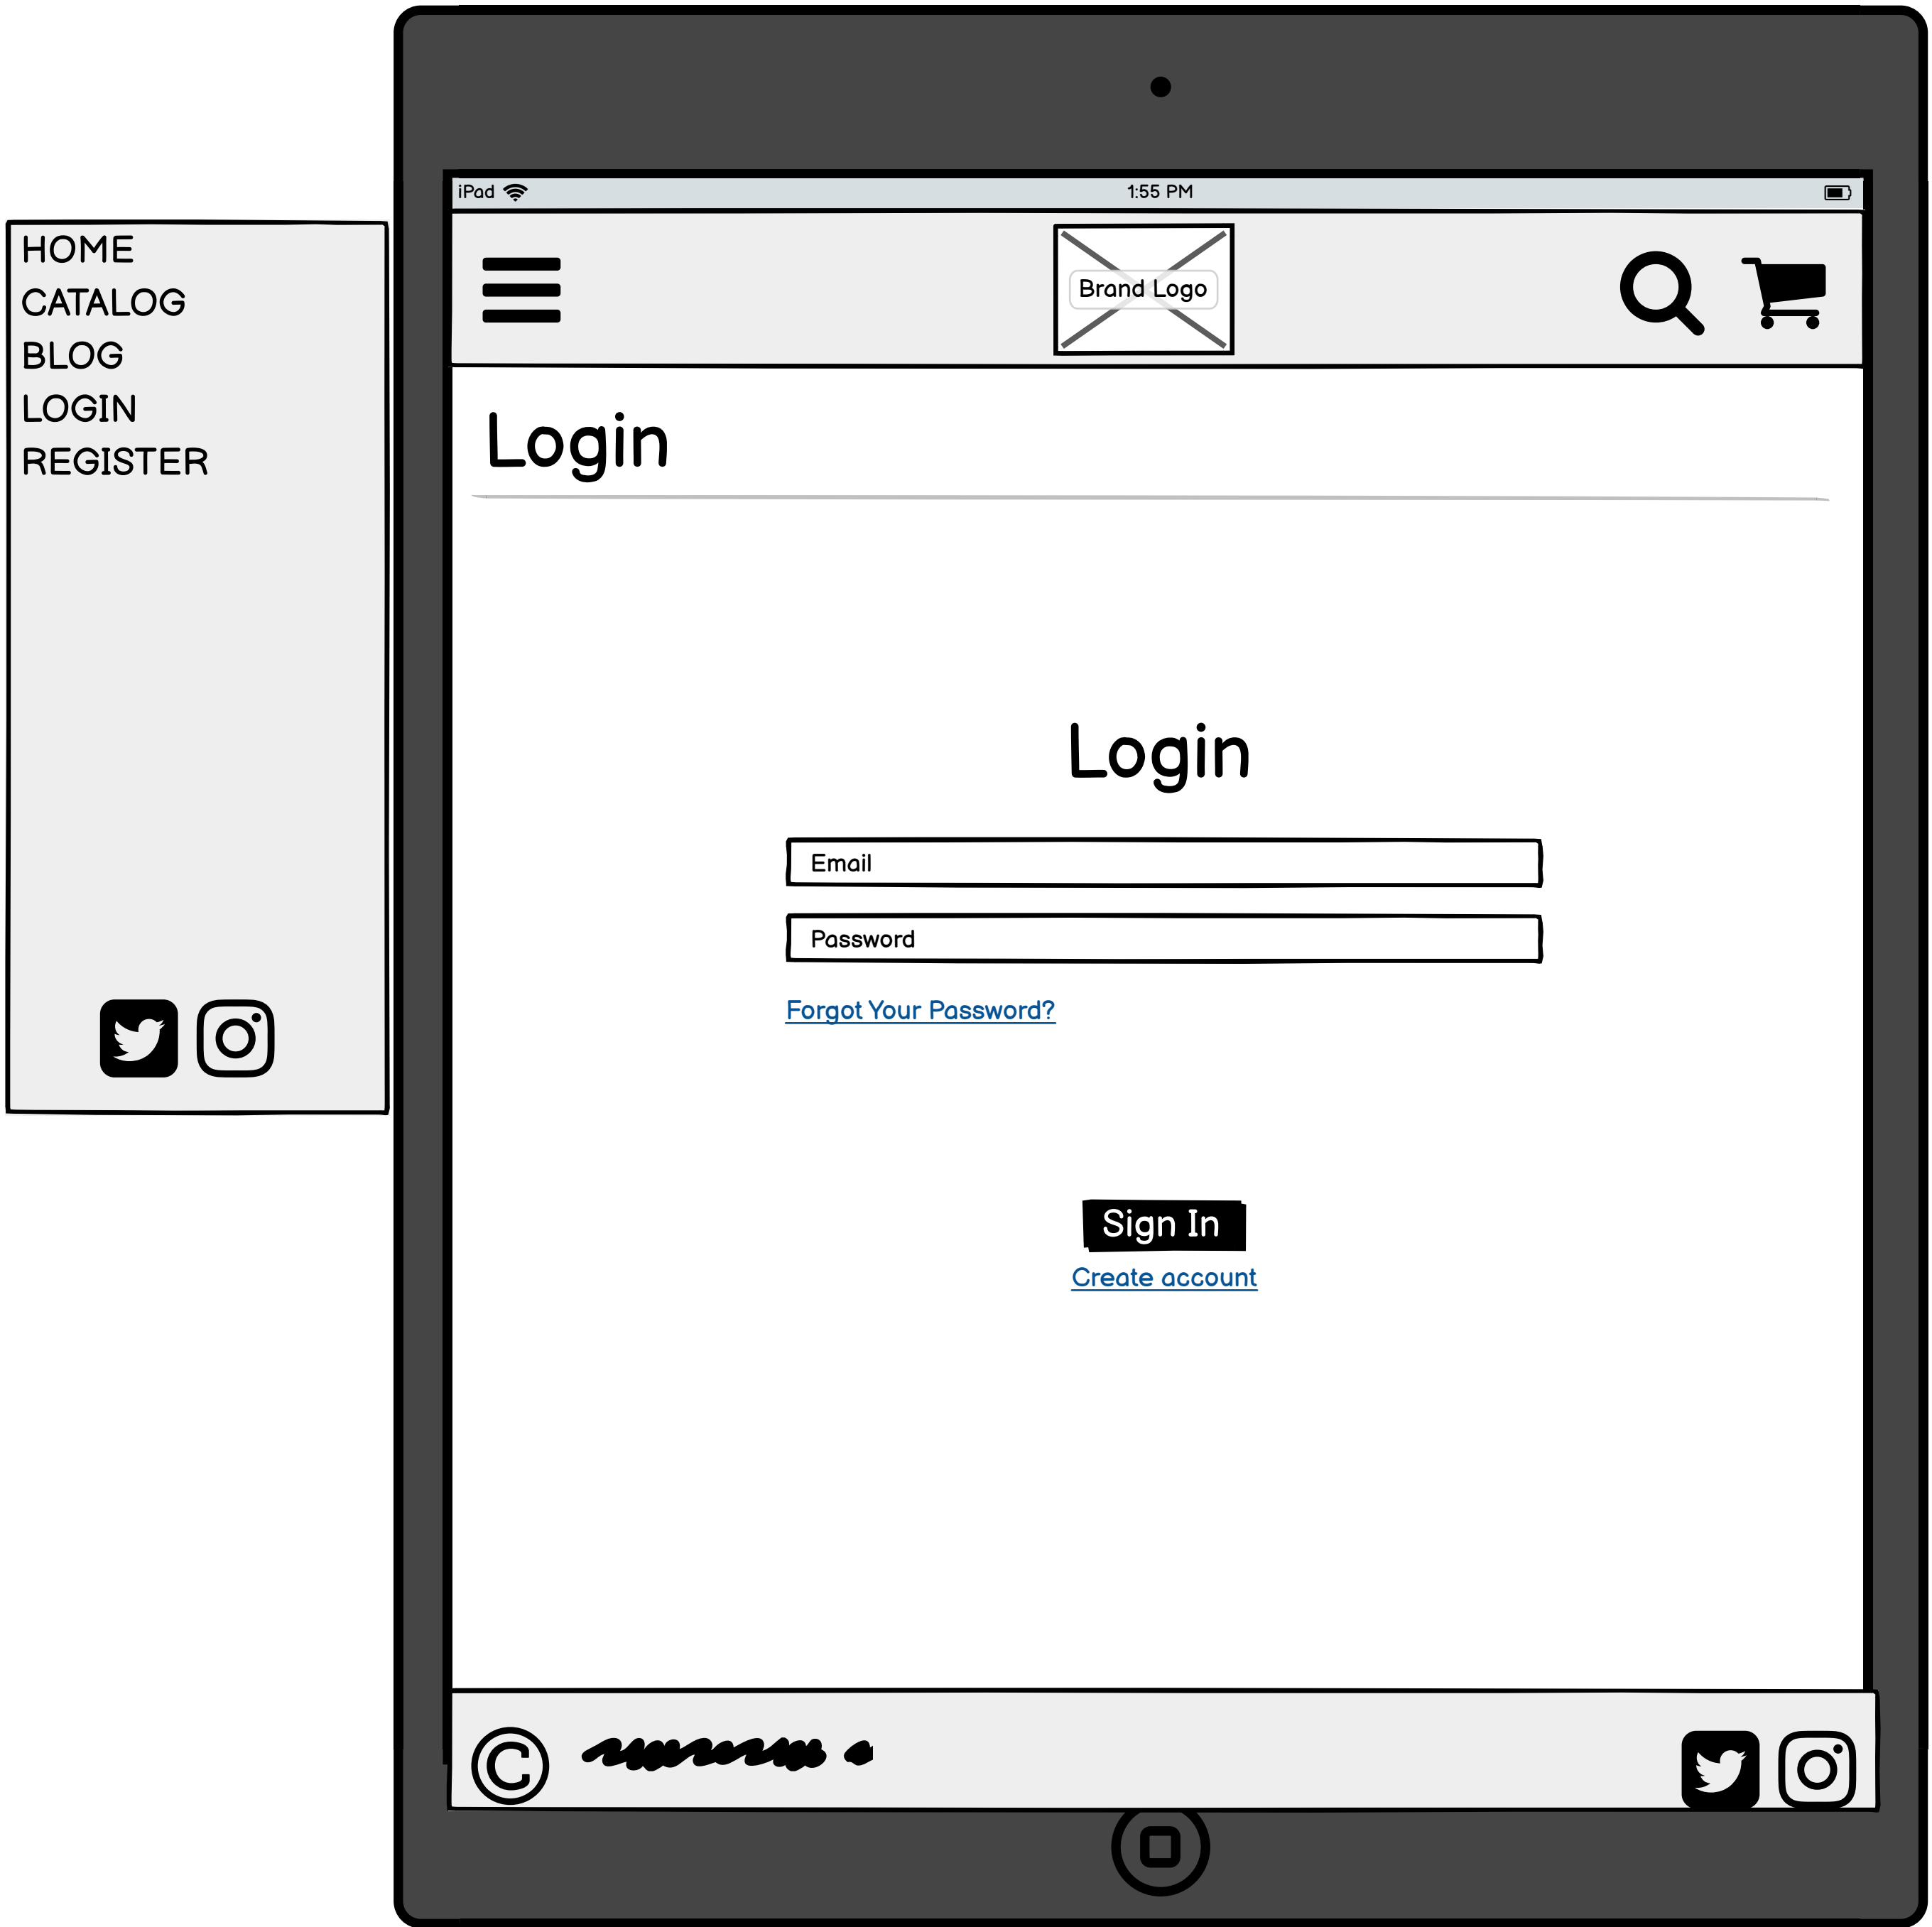 HOME
CATALOG
BLOG
LOGIN
REGISTER
iPad 1:55 PM
Brand Logo
Login
Login
Email
Password
Forgot Your Password?
Sign In
Create account
©